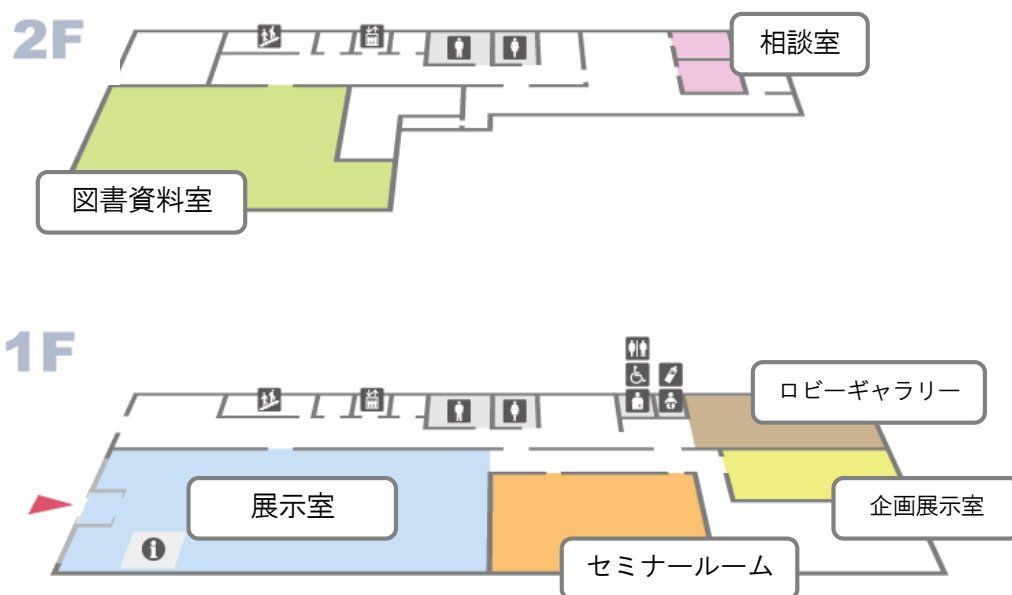 2F
相談室
図書資料室
1F
ロビーギャラリー
展示室
企画展示室
セミナールーム